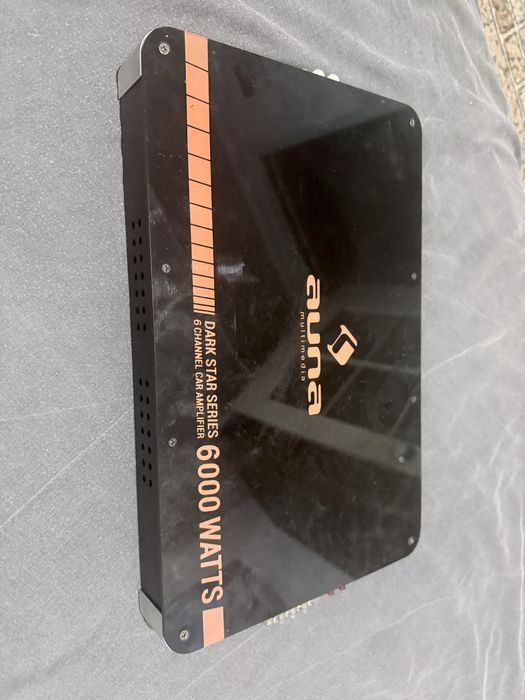 auna
multimedia
DARK STAR SERIES
6 CHANNEL CAR AMPLIFIER
6000 WATTS